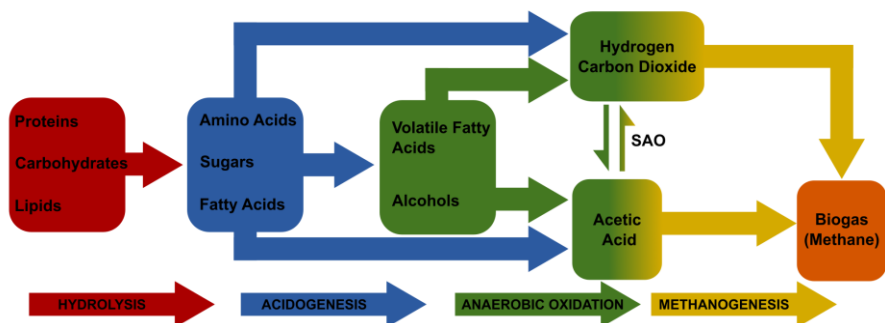 Proteins
Carbohydrates
Lipids
Amino Acids
Sugars
Fatty Acids
Volatile Fatty
Acids
Alcohols
Hydrogen
Carbon Dioxide
SAO
Acetic
Acid
Biogas
(Methane)
HYDROLYSIS
ACIDOGENESIS
ANAEROBIC OXIDATION
METHANOGENESIS